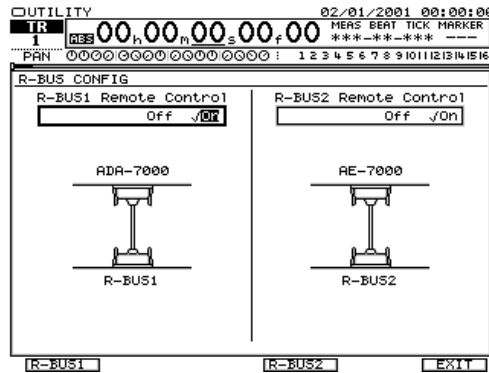 UTILITY 02/01/2001 00:00:00
TR 1 ABS 00h00m00s00f00 MEAS BEAT TICK MARKER
***-**-*** ---
PAN 1 2 3 4 5 6 7 8 9 10 11 12 13 14 15 16
R-BUS CONFIG
R-BUS1 Remote Control R-BUS2 Remote Control
Off √On Off √On
ADA-7000 AE-7000
R-BUS1 R-BUS2
R-BUS1 R-BUS2 EXIT